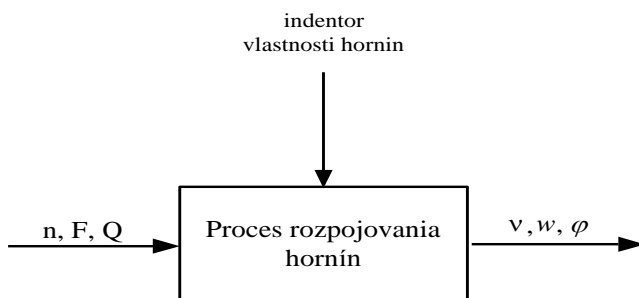 indentor
vlastnosti hornin
n, F, Q
Proces rozpojovania
hornín
ν, w, φ